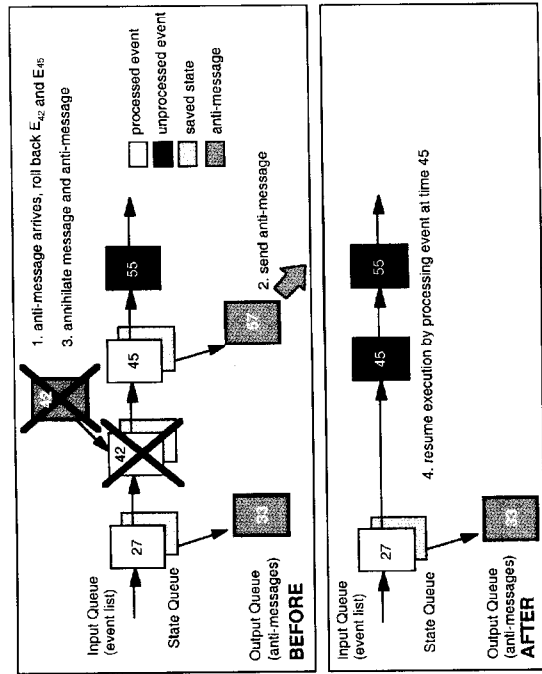 1. anti-message arrives, roll back E42 and E45
3. annihilate message and anti-message
42
Input Queue
(event list)
27
42
45
55
State Queue
processed event
unprocessed event
saved state
anti-message
Output Queue
(anti-messages)
33
57
2. send anti-message
BEFORE
Input Queue
(event list)
27
45
55
State Queue
4. resume execution by processing event at time 45
Output Queue
(anti-messages)
33
AFTER